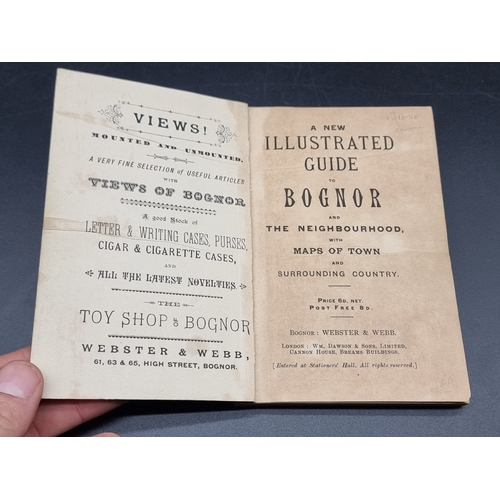 VIEWS!
MOUNTED AND UNMOUNTED.
A VERY FINE SELECTION of USEFUL ARTICLES
WITH
VIEWS OF BOGNOR
A good Stock of
LETTER & WRITING CASES, PURSES,
CIGAR & CIGARETTE CASES,
AND
ALL THE LATEST NOVELTIES.
THE
TOY SHOP OF BOGNOR
WEBSTER & WEBB,
61, 63 & 65, HIGH STREET, BOGNOR.
A NEW
ILLUSTRATED
GUIDE
TO
BOGNOR
AND
THE NEIGHBOURHOOD,
WITH
MAPS OF TOWN
AND
SURROUNDING COUNTRY.
PRICE 6D. NET.
POST FREE 8D.
BOGNOR: WEBSTER & WEBB.
LONDON: WM. DAWSON & SONS, LIMITED,
CANNON HOUSE, BREAMS BUILDINGS.
[Entered at Stationers' Hall, All rights reserved.]